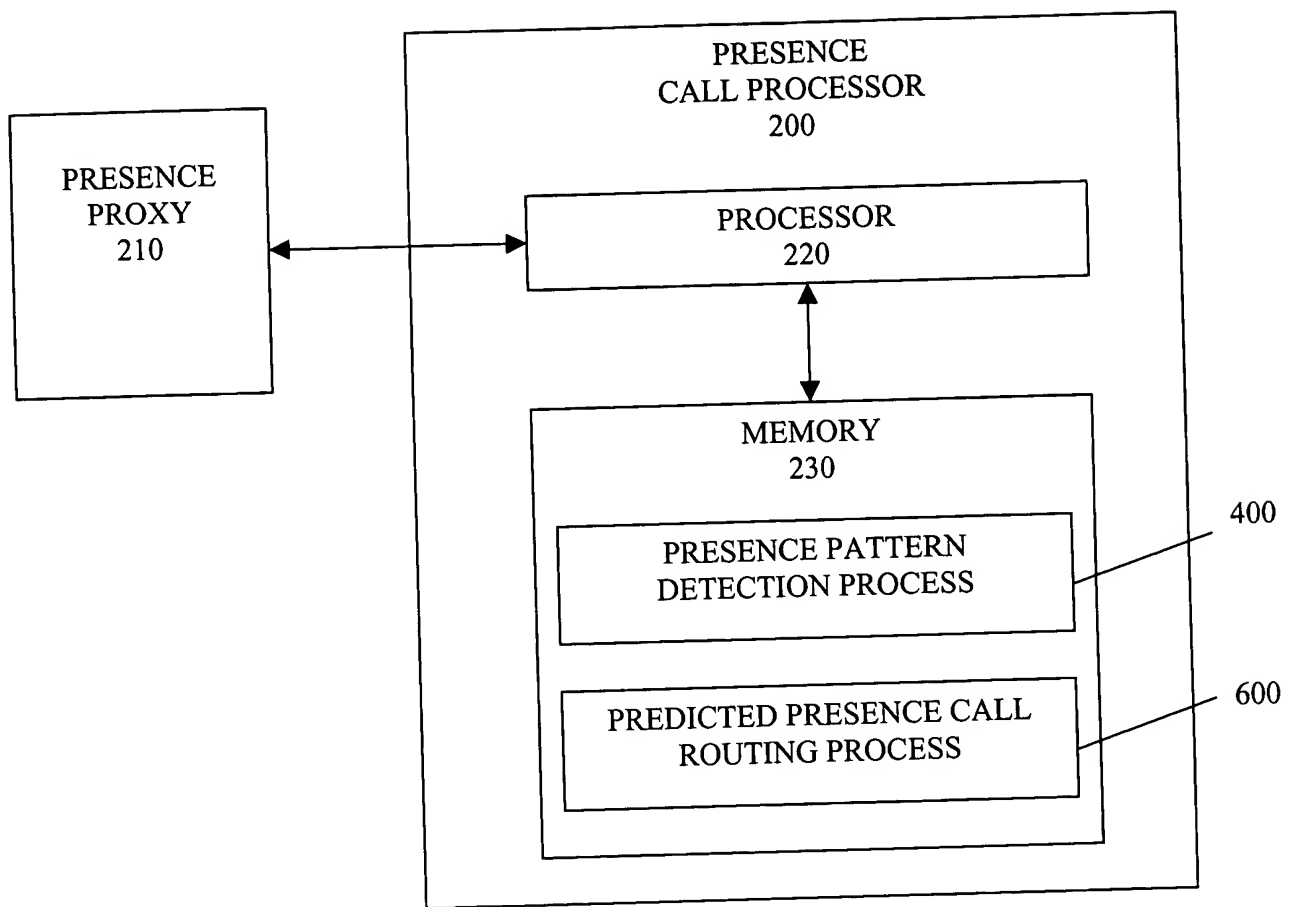 PRESENCE
CALL PROCESSOR
200
PRESENCE
PROXY
210
PROCESSOR
220
MEMORY
230
PRESENCE PATTERN
DETECTION PROCESS
400
PREDICTED PRESENCE CALL
ROUTING PROCESS
600